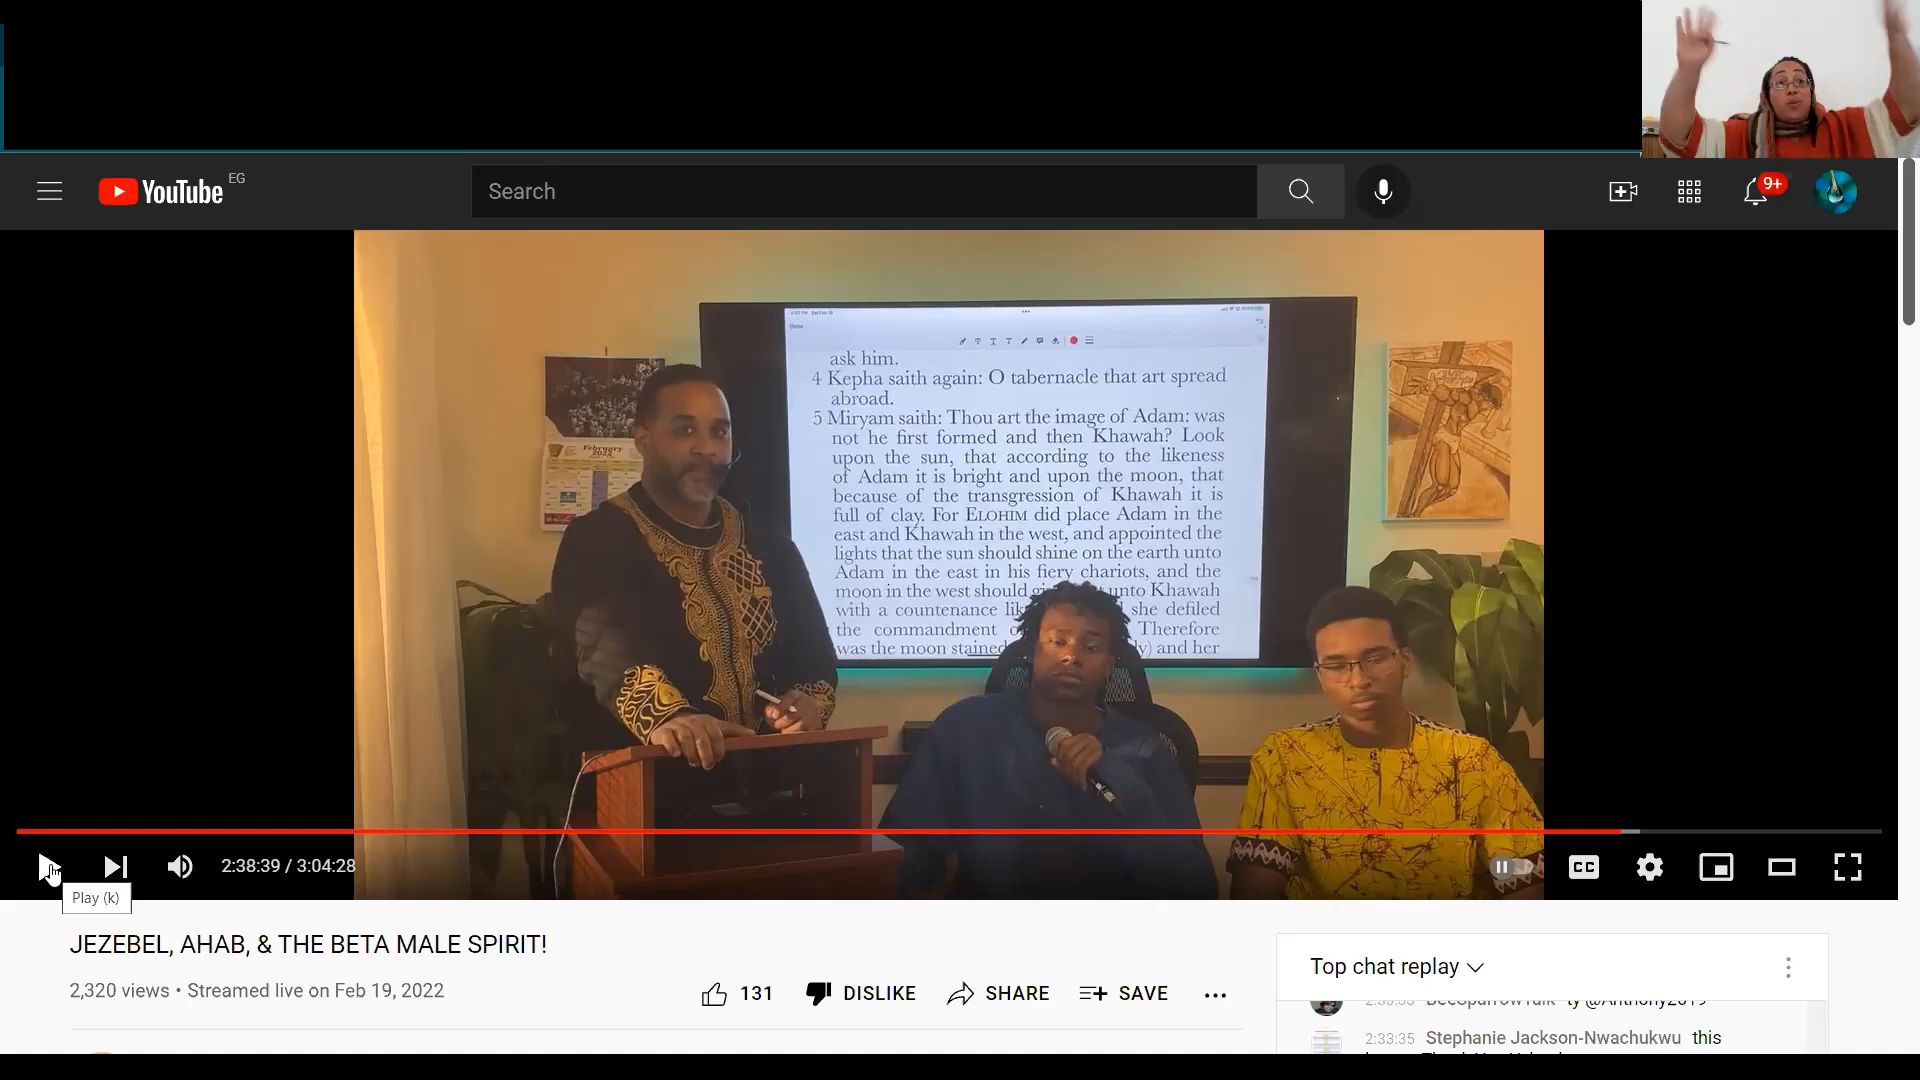 YouTube
EG
Search
9+
Done
ask him.
4 Kepha saith again: O tabernacle that art spread
abroad.
5 Miryam saith: Thou art the image of Adam: was
not he first formed and then Khawah? Look
upon the sun, that according to the likeness
of Adam it is bright and upon the moon, that
because of the transgression of Khawah it is
full of clay. For ELOHIM did place Adam in the
east and Khawah in the west, and appointed the
lights that the sun should shine on the earth unto
Adam in the east in his fiery chariots, and the
moon in the west should unto Khawah
with a countenance she defiled
the commandment Therefore
was the moon stained and her
February
2022
2:38:39 / 3:04:28
CC
Play (k)
JEZEBEL, AHAB, & THE BETA MALE SPIRIT!
2,320 views • Streamed live on Feb 19, 2022
131
DISLIKE
SHARE
SAVE
Top chat replay
2:33:35 Stephanie Jackson-Nwachukwu this